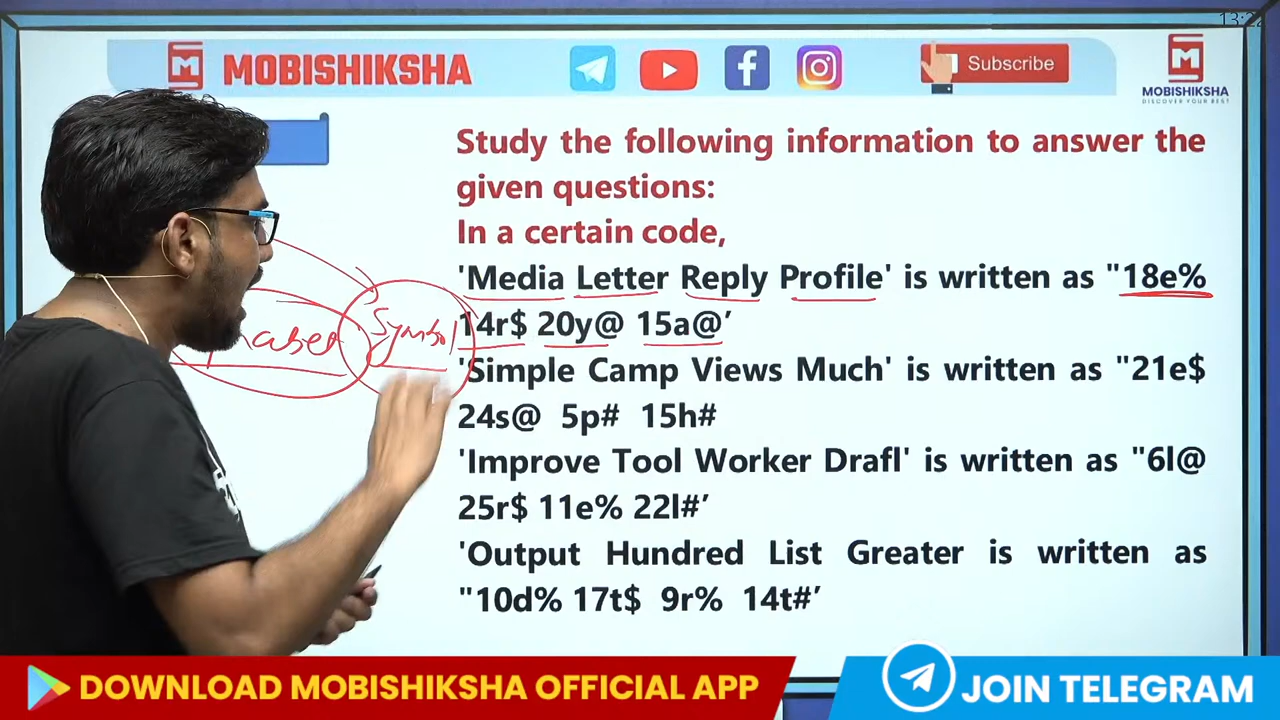 13:22
MOBISHIKSHA
Subscribe
MOBISHIKSHA
DISCOVER YOUR BEST
Study the following information to answer the
given questions:
In a certain code,
'Media Letter Reply Profile' is written as "18e%
14r$ 20y@ 15a@'
Symbol
'Simple Camp Views Much' is written as "21e$
24s@ 5p# 15h#
'Improve Tool Worker Drafl' is written as "6l@
25r$ 11e% 22l#'
'Output Hundred List Greater is written as
"10d% 17t$ 9r% 14t#'
DOWNLOAD MOBISHIKSHA OFFICIAL APP
JOIN TELEGRAM